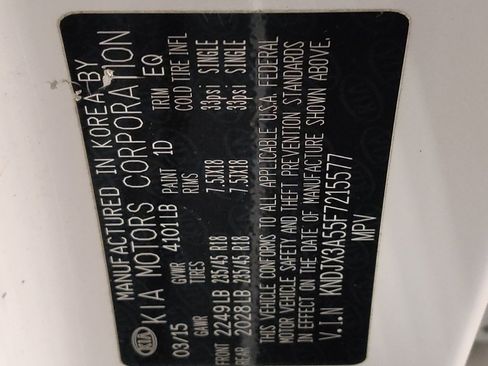 MANUFACTURED IN KOREA BY
KIA KIA MOTORS CORPORATION
03/15 GVWR 4101LB PAINT 1D TRIM EQ
GAWR TIRES RIMS COLD TIRE INFL
FRONT 2249LB 235/45 R18 7.5JX18 33psi SINGLE
REAR 2028LB 235/45 R18 7.5JX18 33psi SINGLE
THIS VEHICLE CONFORMS TO ALL APPLICABLE U.S.A. FEDERAL
MOTOR VEHICLE SAFETY AND THEFT PREVENTION STANDARDS
IN EFFECT ON THE DATE OF MANUFACTURE SHOWN ABOVE.
V.I.N KNDJX3A55F7215577
MPV